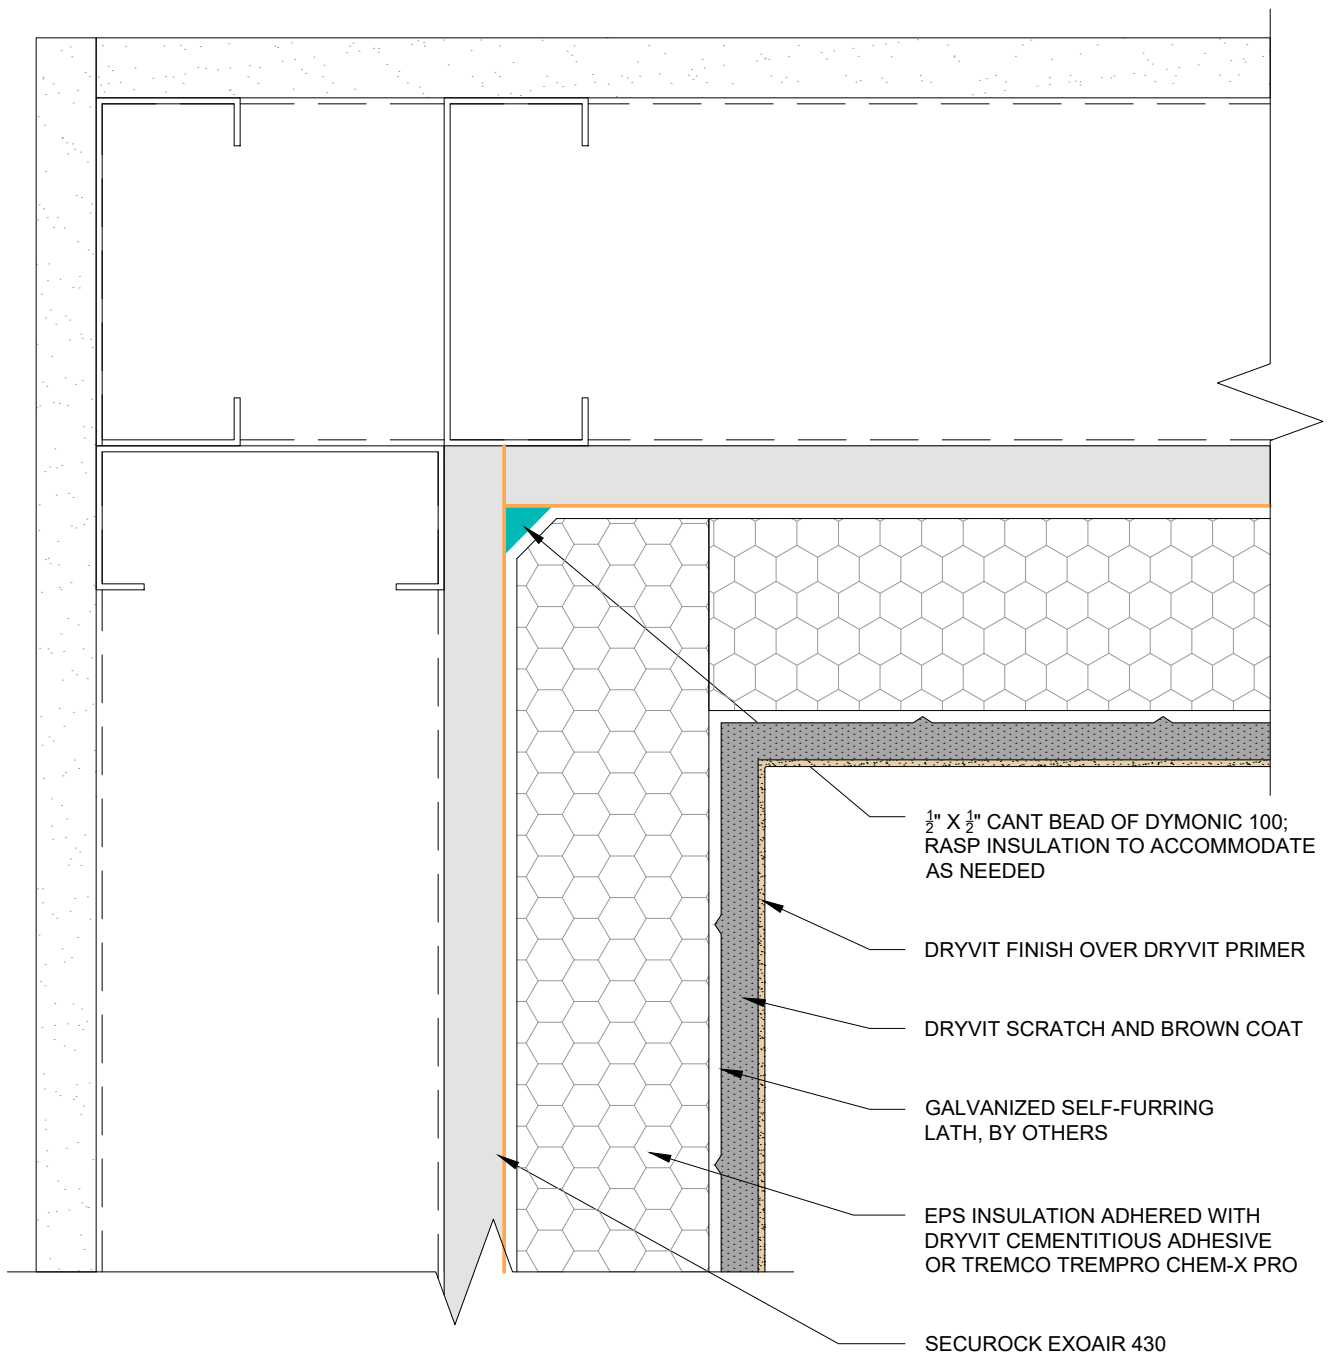 ½" X ½" CANT BEAD OF DYMONIC 100;
RASP INSULATION TO ACCOMMODATE
AS NEEDED
DRYVIT FINISH OVER DRYVIT PRIMER
DRYVIT SCRATCH AND BROWN COAT
GALVANIZED SELF-FURRING
LATH, BY OTHERS
EPS INSULATION ADHERED WITH
DRYVIT CEMENTITIOUS ADHESIVE
OR TREMCO TREMPRO CHEM-X PRO
SECUROCK EXOAIR 430